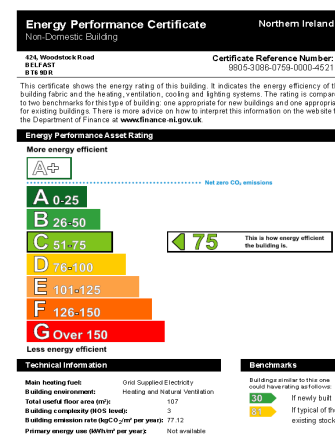 Energy Performance Certificate
Northern Ireland
Non-Domestic Building
424, Woodstock Road
BELFAST
BT6 9DR
Certificate Reference Number:
9805-3086-0759-0000-4521
This certificate shows the energy rating of this building. It indicates the energy efficiency of
building fabric and the heating, ventilation, cooling and lighting systems. The rating is
to two benchmarks for this type of building: one appropriate for new buildings and one
for existing buildings. There is more advice on how to interpret this information on the website
the Department of Finance at www.finance-ni.gov.uk.
Energy Performance Asset Rating
More energy efficient
A+
Net zero CO₂ emissions
A 0-25
B 26-50
C 51-75
75
This is how energy efficient
the building is.
D 76-100
E 101-125
F 126-150
G Over 150
Less energy efficient
Technical Information
Benchmarks
Main heating fuel: Grid Supplied Electricity
Building environment: Heating and Natural Ventilation
Total useful floor area (m²): 107
Building complexity (NOS level): 3
Building emission rate (kgCO₂/m² per year): 77.12
Primary energy use (kWh/m² per year): Not available
Buildings similar to this one
could have rating as follows:
30 If newly built
If typical of the
existing stock